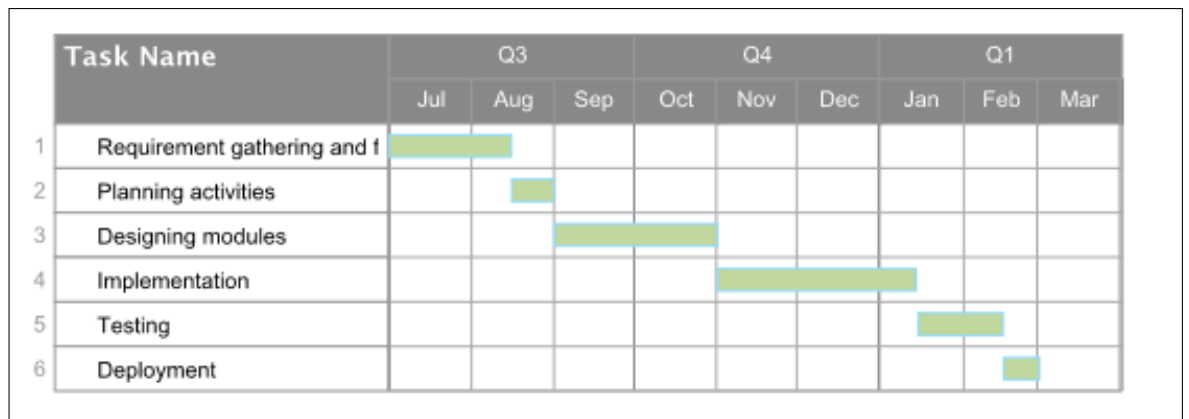 Task Name Q3 Q4 Q1
Jul Aug Sep Oct Nov Dec Jan Feb Mar
1 Requirement gathering and f
2 Planning activities
3 Designing modules
4 Implementation
5 Testing
6 Deployment